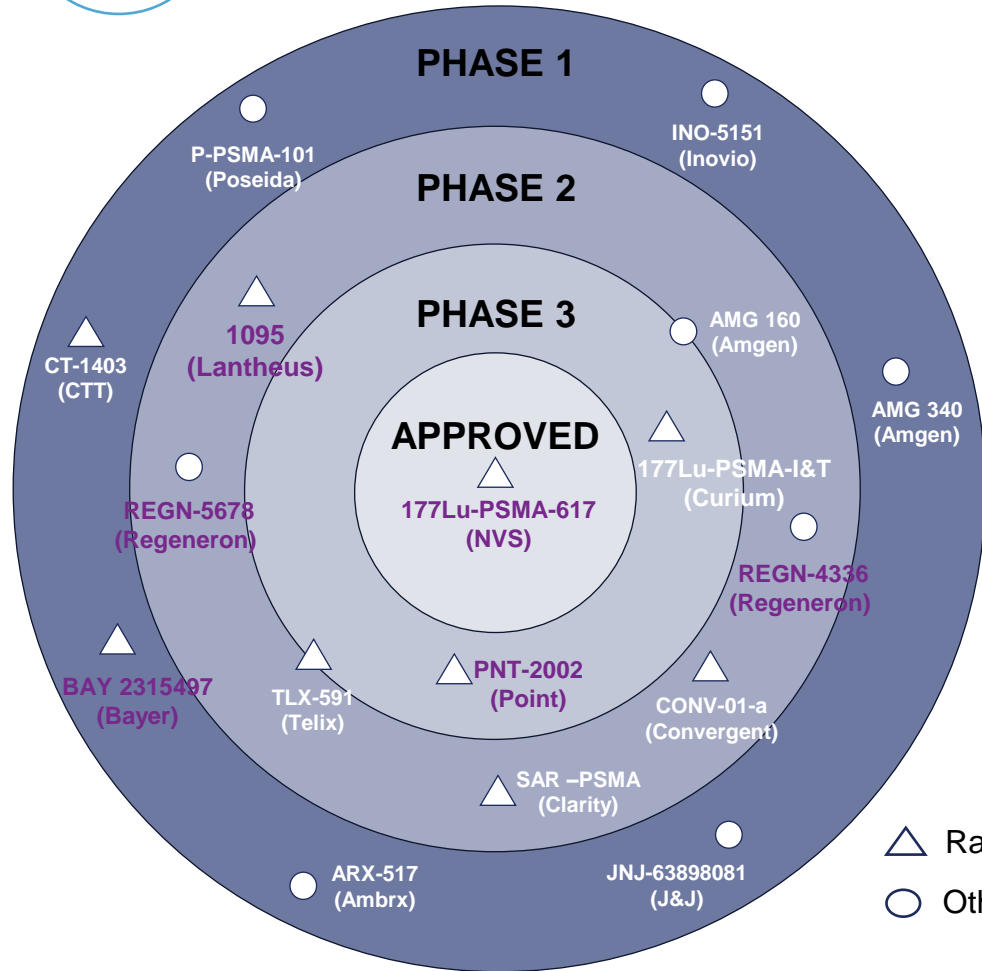 PHASE 1
P-PSMA-101
(Poseida)
INO-5151
(Inovio)
PHASE 2
1095
(Lantheus)
PHASE 3
AMG 160
(Amgen)
CT-1403
(CTT)
AMG 340
(Amgen)
APPROVED
177Lu-PSMA-617
(NVS)
177Lu-PSMA-I&T
(Curium)
REGN-5678
(Regeneron)
REGN-4336
(Regeneron)
BAY 2315497
(Bayer)
TLX-591
(Telix)
PNT-2002
(Point)
CONV-01-a
(Convergent)
SAR –PSMA
(Clarity)
ARX-517
(Ambrx)
JNJ-63898081
(J&J)
Ra
Oth